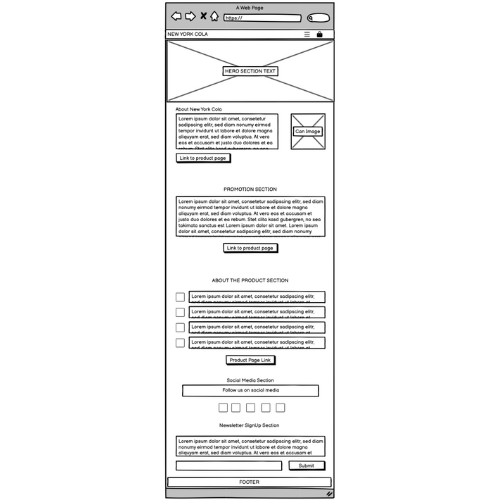 A Web Page
https://
NEW YORK COLA
HERO SECTION TEXT
About New York Cola
Lorem ipsum dolor sit amet, consetetur
sadipscing elitr, sed diam nonumy eirmod
tempor invidunt ut labore et dolore magna
aliquyam erat, sed diam voluptua. At vero
eos et accusam et justo duo dolores et ea
Can Image
Link to product page
PROMOTION SECTION
Lorem ipsum dolor sit amet, consetetur sadipscing elitr, sed diam
nonumy eirmod tempor invidunt ut labore et dolore magna
aliquyam erat, sed diam voluptua. At vero eos et accusam et
justo duo dolores et ea rebum. Stet clita kasd gubergren, no sea
takimata sanctus est Lorem ipsum dolor sit amet. Lorem ipsum
dolor sit amet, consetetur sadipscing elitr, sed diam nonumy
Link to product page
ABOUT THE PRODUCT SECTION
Lorem ipsum dolor sit amet, consetetur sadipscing elitr,
Lorem ipsum dolor sit amet, consetetur sadipscing elitr,
Lorem ipsum dolor sit amet, consetetur sadipscing elitr,
Lorem ipsum dolor sit amet, consetetur sadipscing elitr,
Product Page Link
Social Media Section
Follow us on social media
Newsletter SignUp Section
Lorem ipsum dolor sit amet, consetetur sadipscing elitr, sed diam
nonumy eirmod tempor invidunt ut labore et dolore magna
aliquyam erat, sed diam voluptua. At vero eos et accusam et
Submit
FOOTER